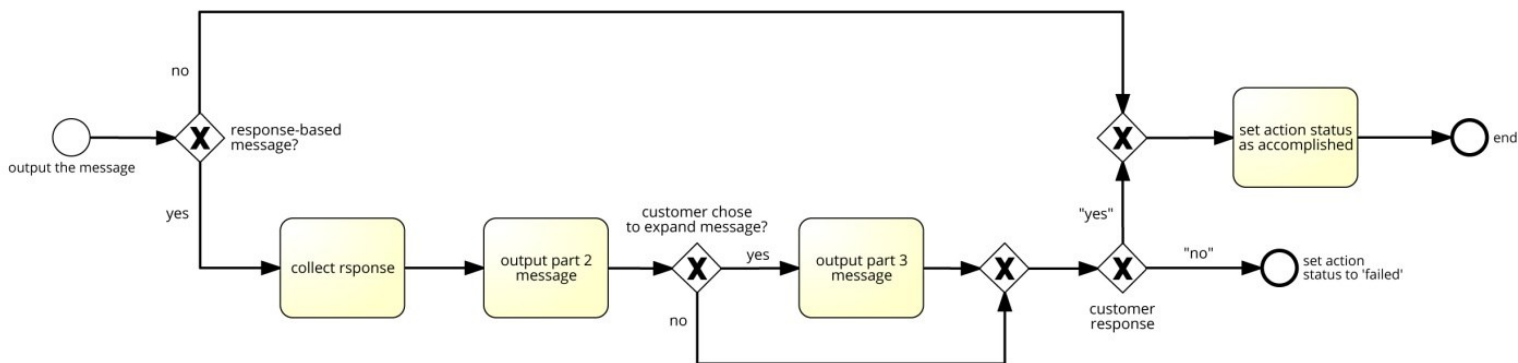 no
response-based
message?
output the message
set action status
as accomplished
end
yes
customer chose
to expand message?
"yes"
collect rsponse
output part 2
message
yes
output part 3
message
"no"
set action
status to 'failed'
no
customer
response